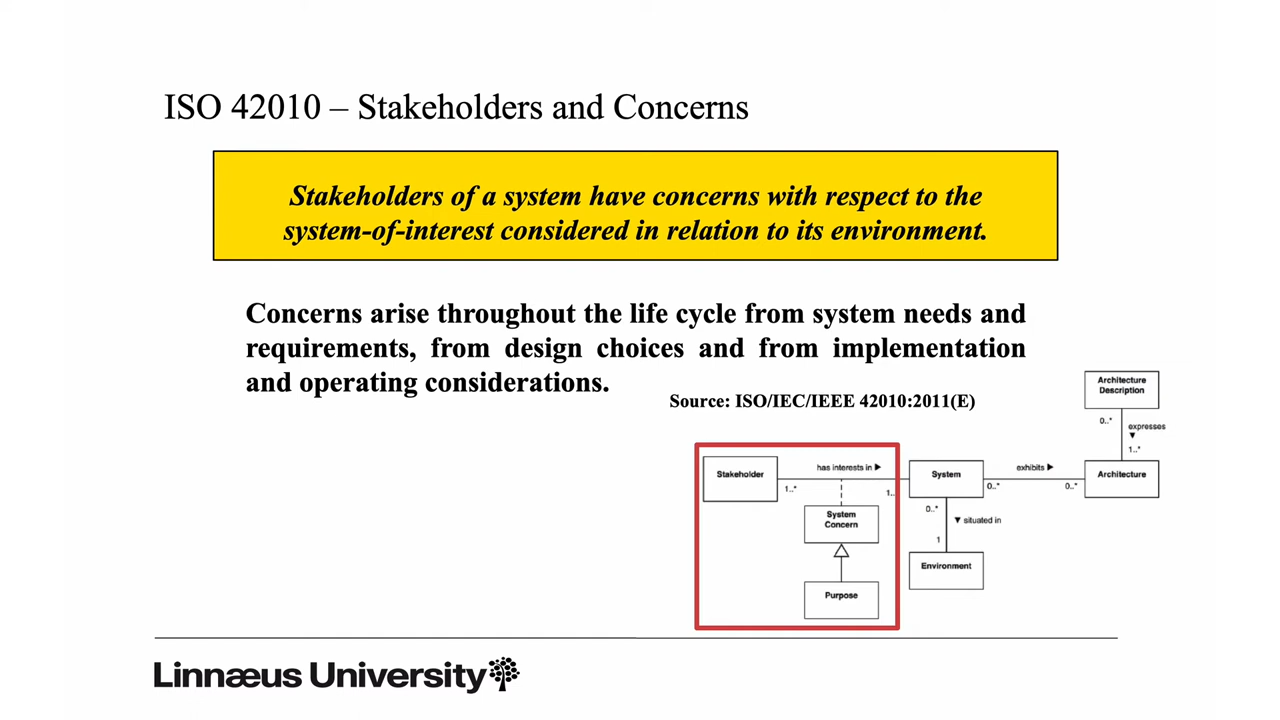 ISO 42010 – Stakeholders and Concerns
Stakeholders of a system have concerns with respect to the
system-of-interest considered in relation to its environment.
Concerns arise throughout the life cycle from system needs and
requirements, from design choices and from implementation
and operating considerations.
Source: ISO/IEC/IEEE 42010:2011(E)
Architecture
Description
0..*
expresses
▼
1..*
Stakeholder
has interests in ▶
System
exhibits ▶
Architecture
1..*
1..
0..*
0..*
System
Concern
0..*
▼ situated in
1
Environment
Purpose
Linnæus University